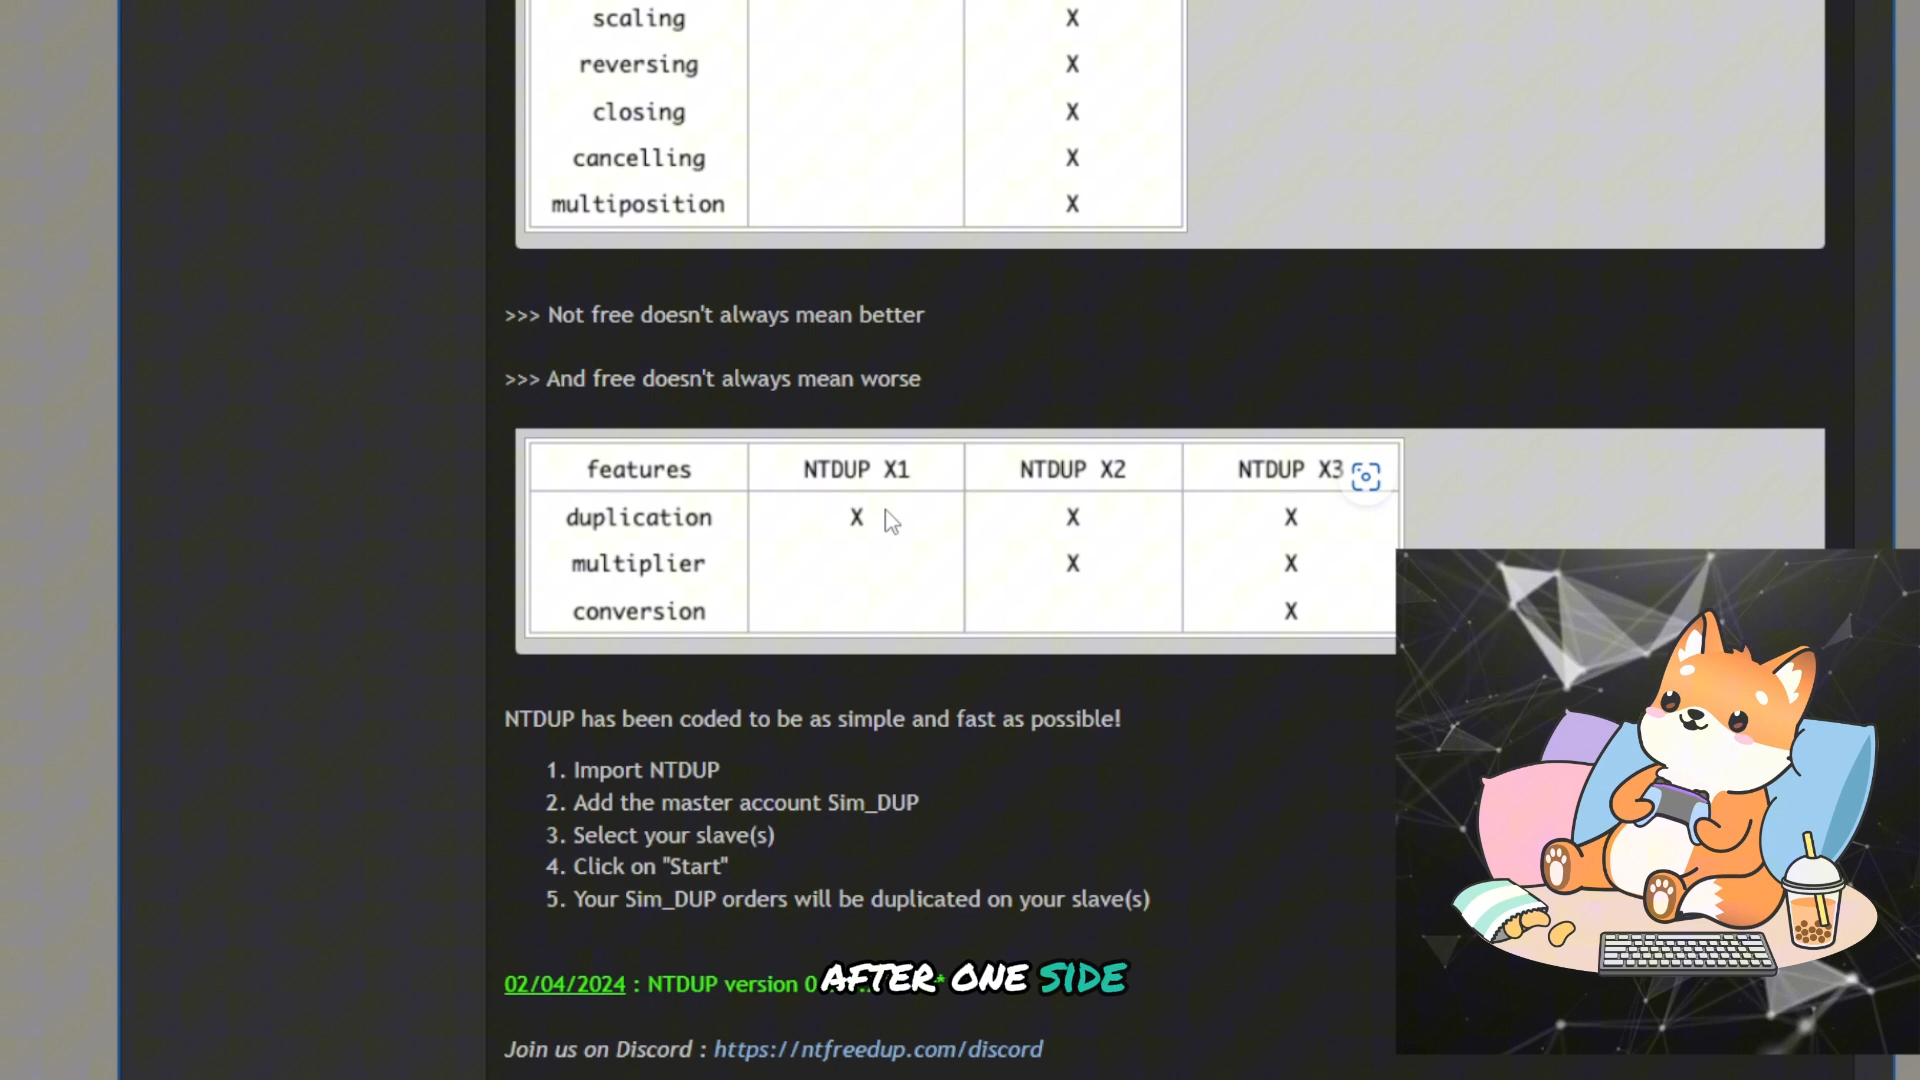 scaling X
reversing X
closing X
cancelling X
multiposition X
>>> Not free doesn't always mean better
>>> And free doesn't always mean worse
features NTDUP X1 NTDUP X2 NTDUP X3
duplication X X X
multiplier X X
conversion X
NTDUP has been coded to be as simple and fast as possible!
1. Import NTDUP
2. Add the master account Sim_DUP
3. Select your slave(s)
4. Click on "Start"
5. Your Sim_DUP orders will be duplicated on your slave(s)
02/04/2024 : NTDUP version 0
AFTER ONE SIDE
Join us on Discord : https://ntfreedup.com/discord